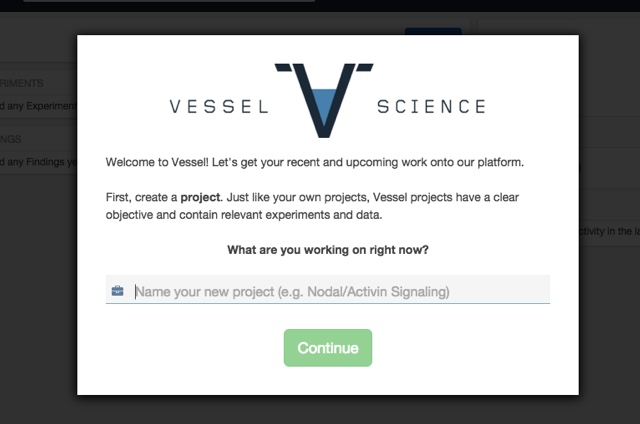 VESSEL SCIENCE
Welcome to Vessel! Let's get your recent and upcoming work onto our platform.
First, create a project. Just like your own projects, Vessel projects have a clear
objective and contain relevant experiments and data.
What are you working on right now?
Name your new project (e.g. Nodal/Activin Signaling)
Continue
d any Experiment
NGS
d any Findings ye
ctivity in the la